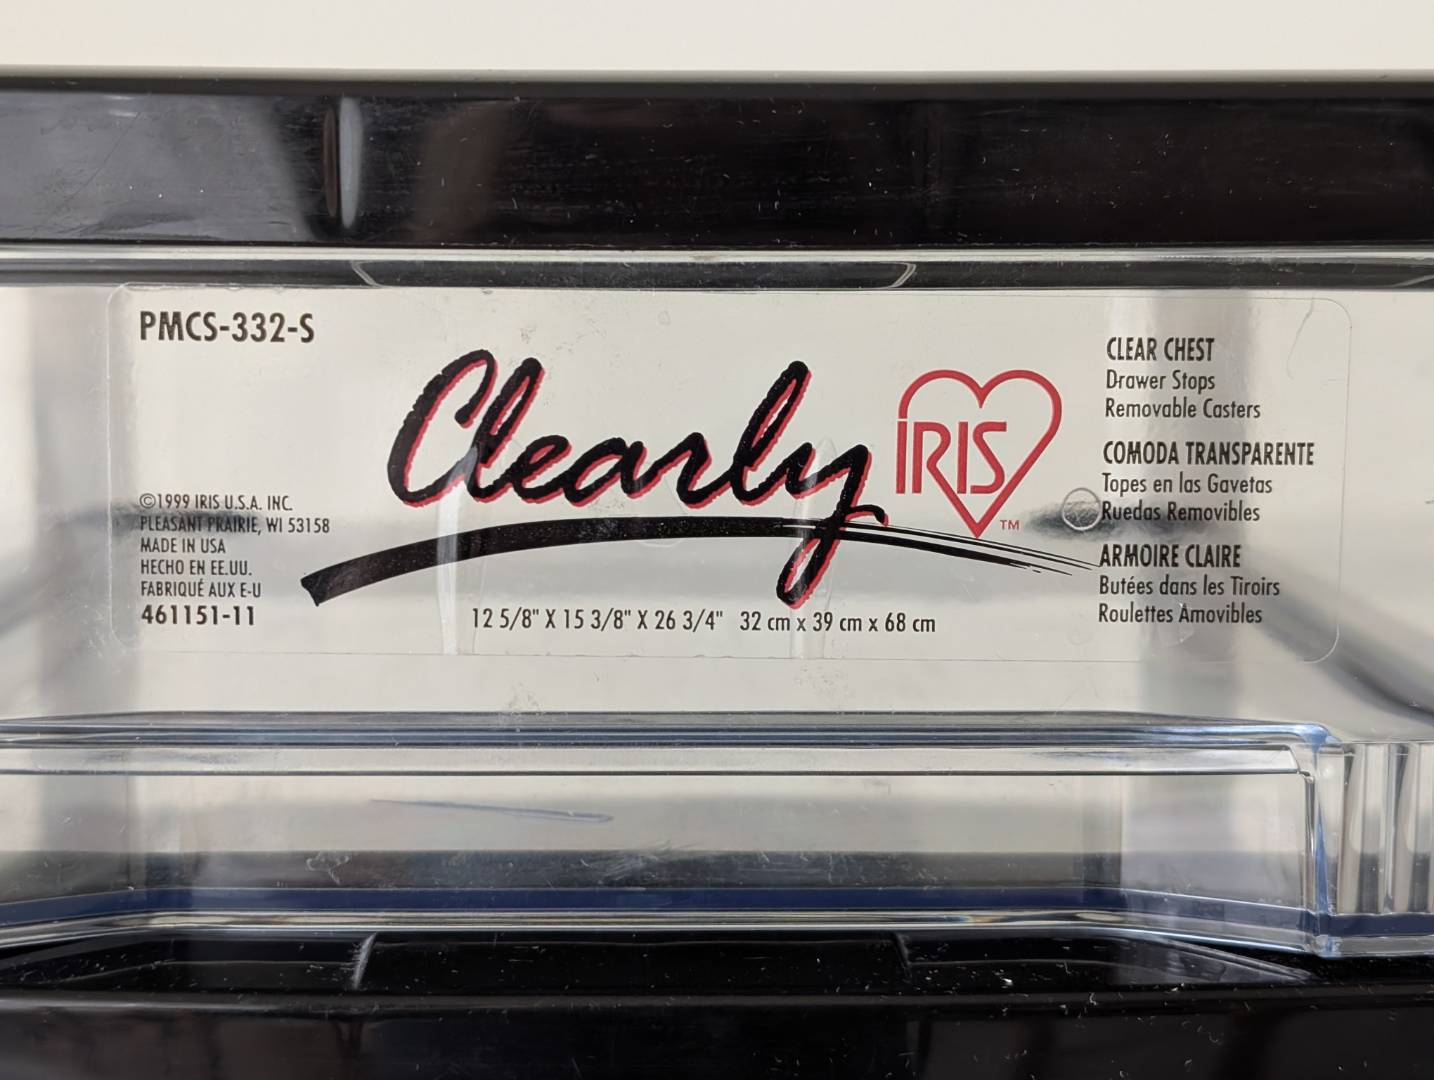 PMCS-332-S
©1999 IRIS U.S.A. INC.
PLEASANT PRAIRIE, WI 53158
MADE IN USA
HECHO EN EE.UU.
FABRIQUÉ AUX E-U
461151-11
Clearly
IRIS
TM
12 5/8" X 15 3/8" X 26 3/4" 32 cm x 39 cm x 68 cm
CLEAR CHEST
Drawer Stops
Removable Casters
COMODA TRANSPARENTE
Topes en las Gavetas
Ruedas Removibles
ARMOIRE CLAIRE
Butées dans les Tiroirs
Roulettes Amovibles